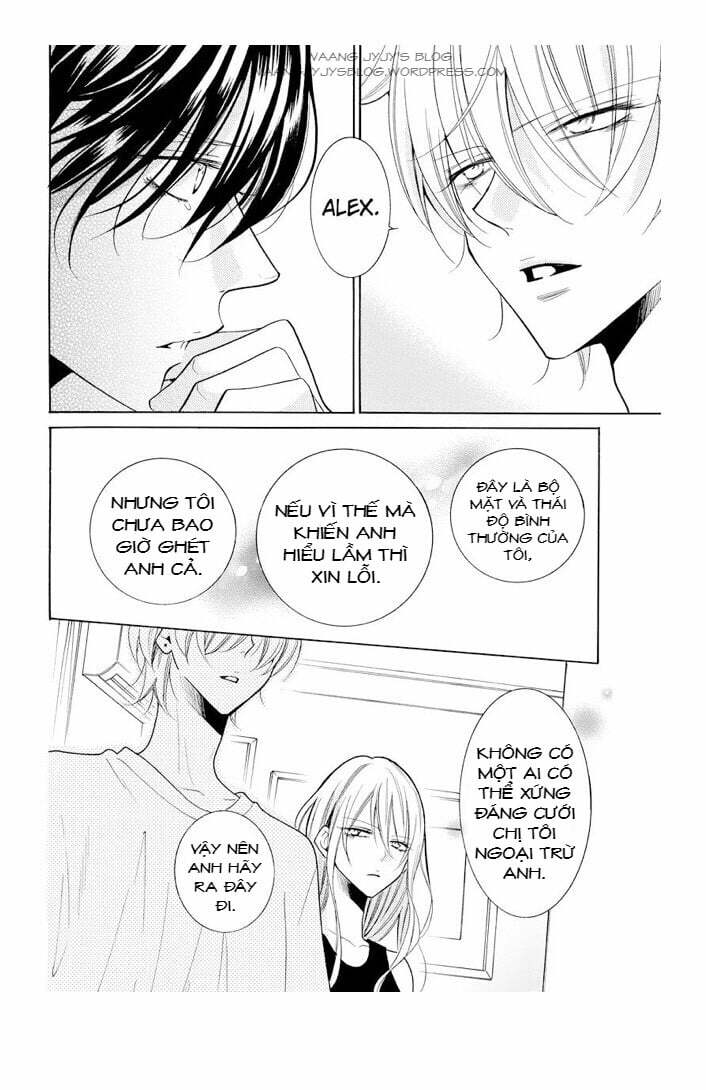 WAANG JYJY'S BLOG
WAANG JYJYSBLOG.WORDPRESS.COM
ALEX.
ĐÂY LÀ BỘ
MẶT VÀ THÁI
ĐỘ BÌNH
THƯỜNG CỦA
TÔI,
NẾU VÌ THẾ MÀ
KHIẾN ANH
HIỂU LẦM THÌ
XIN LỖI.
NHƯNG TÔI
CHƯA BAO
GIỜ GHÉT
ANH CẢ.
KHÔNG CÓ
MỘT AI CÓ
THỂ XỨNG
ĐÁNG CƯỚI
CHỊ TÔI
NGOẠI TRỪ
ANH.
VẬY NÊN
ANH HÃY
RA ĐÂY
ĐI.